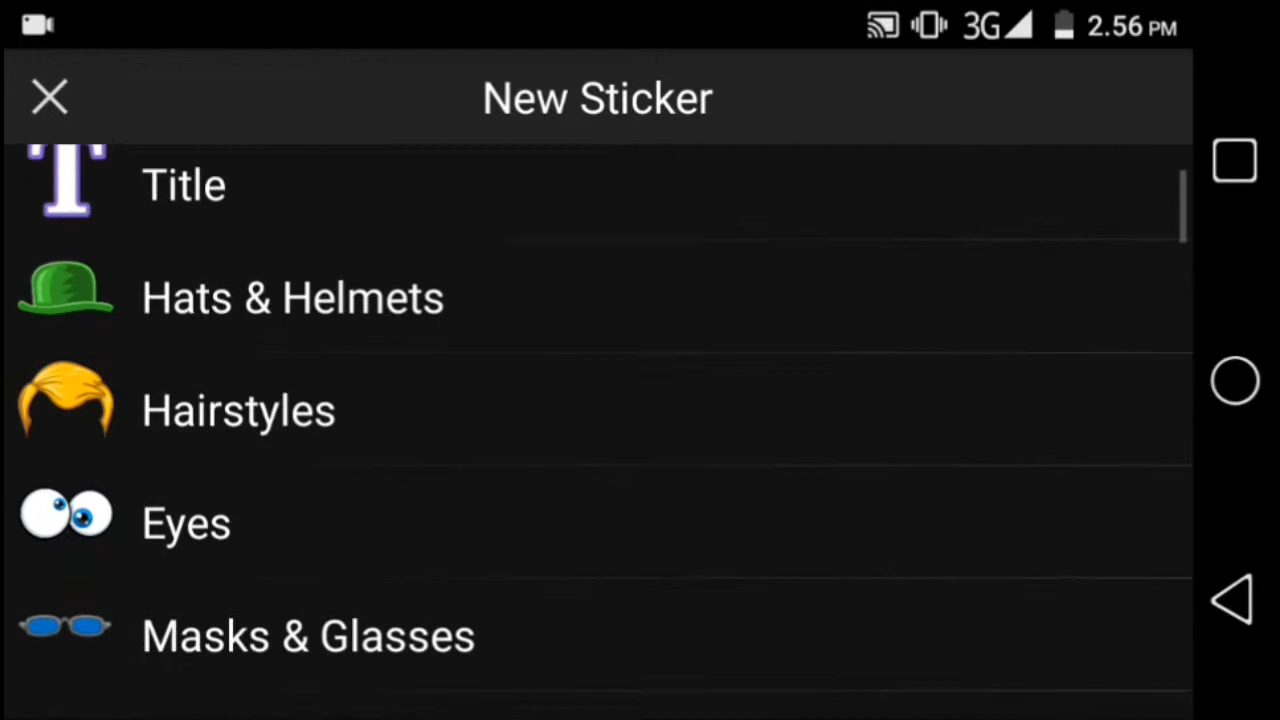 3G 2.56 PM
New Sticker
Title
Hats & Helmets
Hairstyles
Eyes
Masks & Glasses